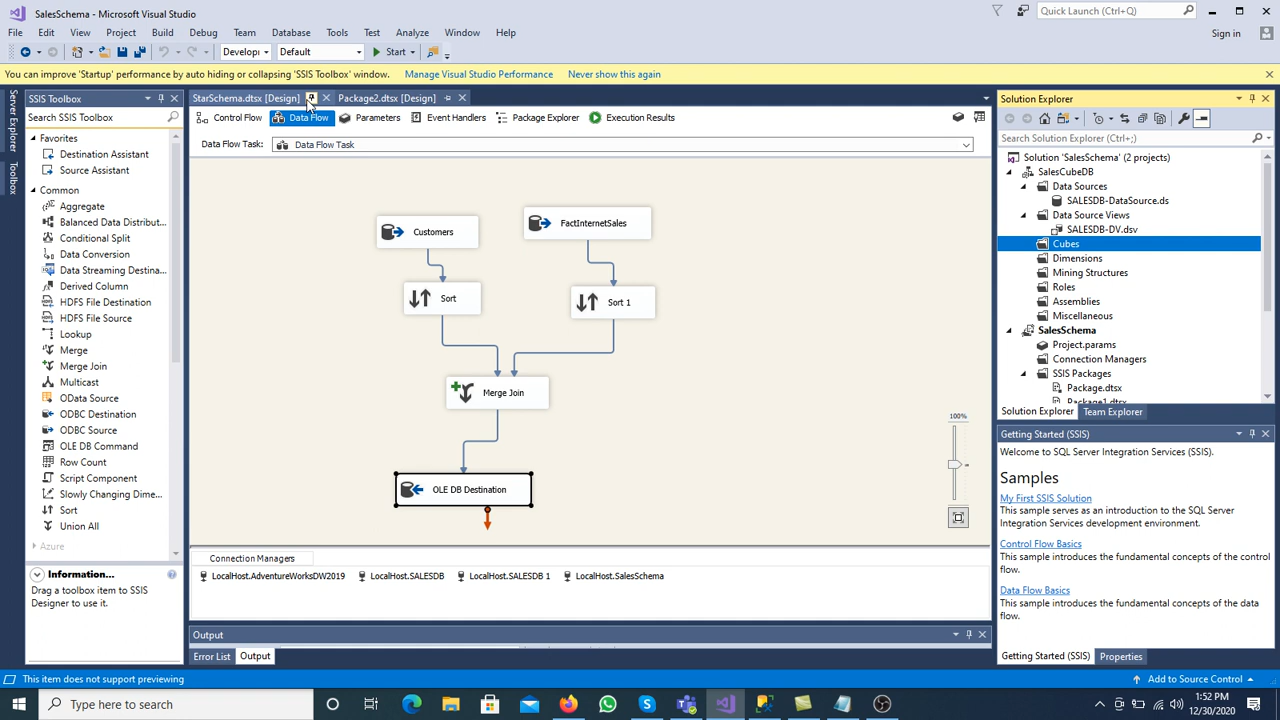 SalesSchema - Microsoft Visual Studio
Quick Launch (Ctrl+Q)
File Edit View Project Build Debug Team Database Tools Test Analyze Window Help
Sign in
Develop Default Start
You can improve 'Startup' performance by auto hiding or collapsing 'SSIS Toolbox' window. Manage Visual Studio Performance Never show this again
Server Explorer
Toolbox
SSIS Toolbox
Search SSIS Toolbox
Favorites
Destination Assistant
Source Assistant
Common
Aggregate
Balanced Data Distribut...
Conditional Split
Data Conversion
Data Streaming Destina...
Derived Column
HDFS File Destination
HDFS File Source
Lookup
Merge
Merge Join
Multicast
OData Source
ODBC Destination
ODBC Source
OLE DB Command
Row Count
Script Component
Slowly Changing Dime...
Sort
Union All
Azure
Information...
Drag a toolbox item to SSIS
Designer to use it.
StarSchema.dtsx [Design] Package2.dtsx [Design]
Control Flow Data Flow Parameters Event Handlers Package Explorer Execution Results
Data Flow Task: Data Flow Task
Customers
FactInternetSales
Sort
Sort 1
Merge Join
OLE DB Destination
100%
Connection Managers
LocalHost.AdventureWorksDW2019 LocalHost.SALESDB LocalHost.SALESDB 1 LocalHost.SalesSchema
Output
Error List Output
Solution Explorer
Search Solution Explorer (Ctrl+;)
Solution 'SalesSchema' (2 projects)
SalesCubeDB
Data Sources
SALESDB-DataSource.ds
Data Source Views
SALESDB-DV.dsv
Cubes
Dimensions
Mining Structures
Roles
Assemblies
Miscellaneous
SalesSchema
Project.params
Connection Managers
SSIS Packages
Package.dtsx
Package1.dtsx
Solution Explorer Team Explorer
Getting Started (SSIS)
Welcome to SQL Server Integration Services (SSIS).
Samples
My First SSIS Solution
This sample serves as an introduction to the SQL Server
Integration Services development environment.
Control Flow Basics
This sample introduces the fundamental concepts of the control
flow.
Data Flow Basics
This sample introduces the fundamental concepts of the data
flow.
Getting Started (SSIS) Properties
This item does not support previewing
Add to Source Control
Type here to search
1:52 PM
12/30/2020